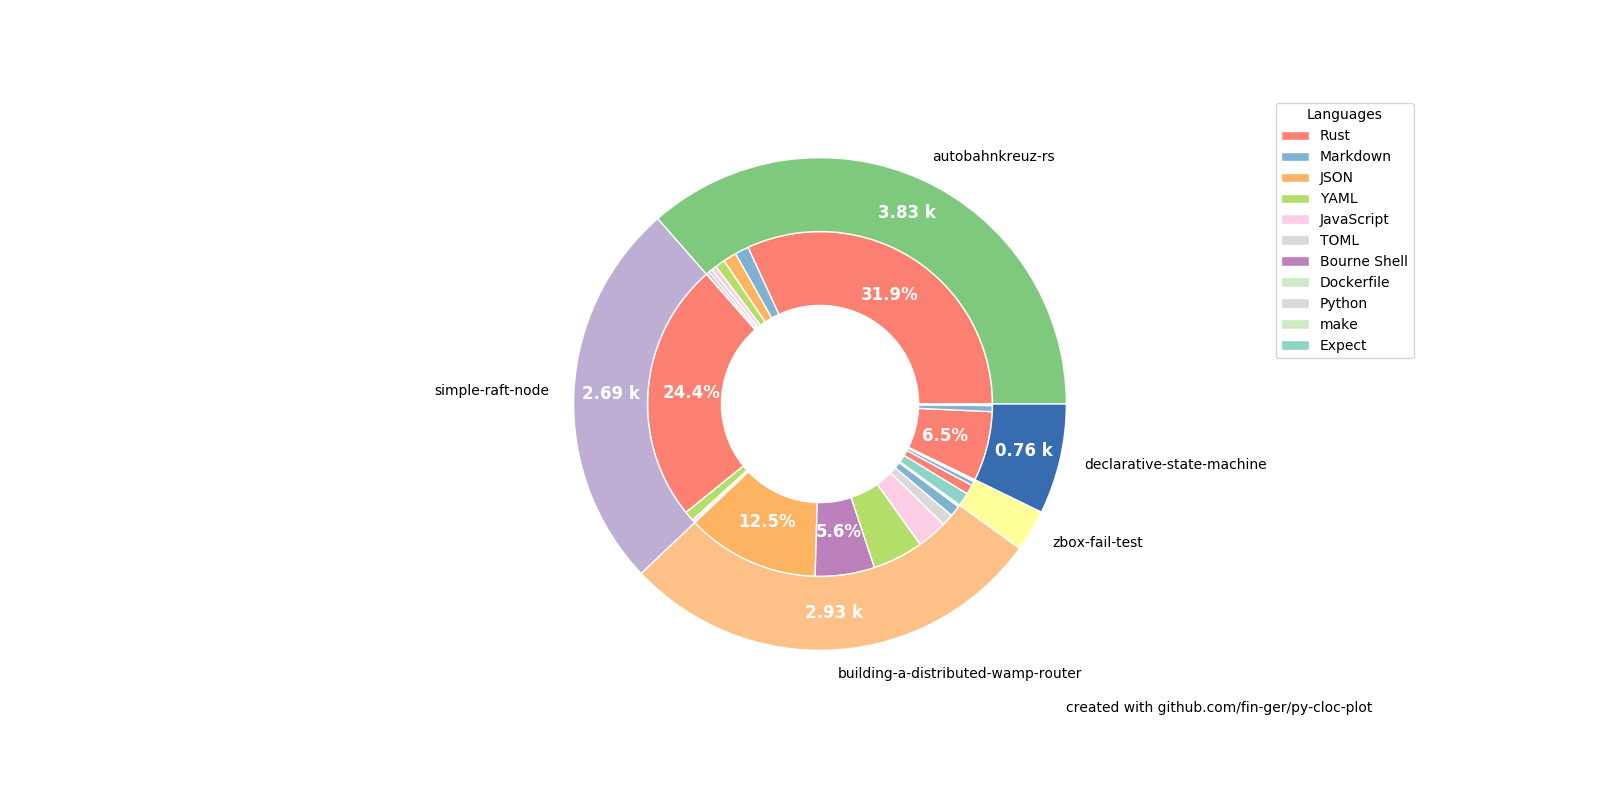 autobahnkreuz-rs
3.83 k
31.9%
simple-raft-node
2.69 k
24.4%
6.5%
0.76 k
declarative-state-machine
12.5%
5.6%
zbox-fail-test
2.93 k
building-a-distributed-wamp-router
created with github.com/fin-ger/py-cloc-plot
Languages
Rust
Markdown
JSON
YAML
JavaScript
TOML
Bourne Shell
Dockerfile
Python
make
Expect